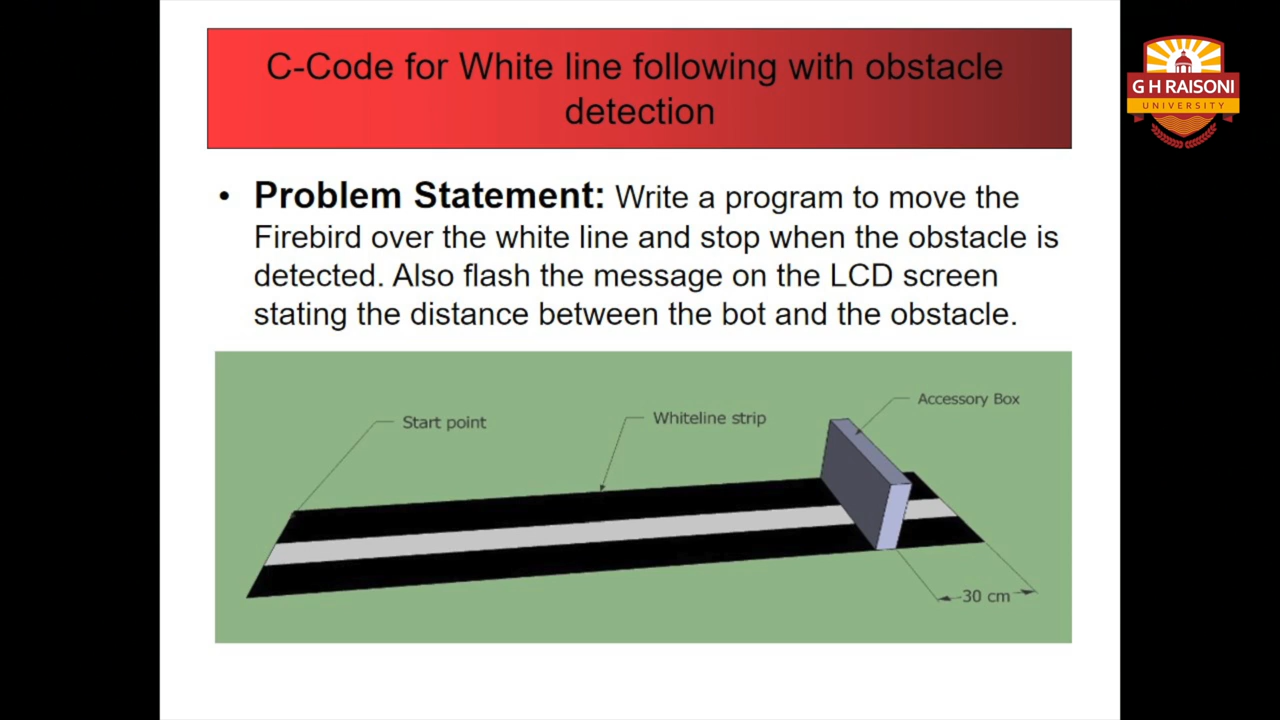 C-Code for White line following with obstacle
detection
G H RAISONI
UNIVERSITY
• Problem Statement: Write a program to move the
Firebird over the white line and stop when the obstacle is
detected. Also flash the message on the LCD screen
stating the distance between the bot and the obstacle.
Accessory Box
Start point
Whiteline strip
30 cm